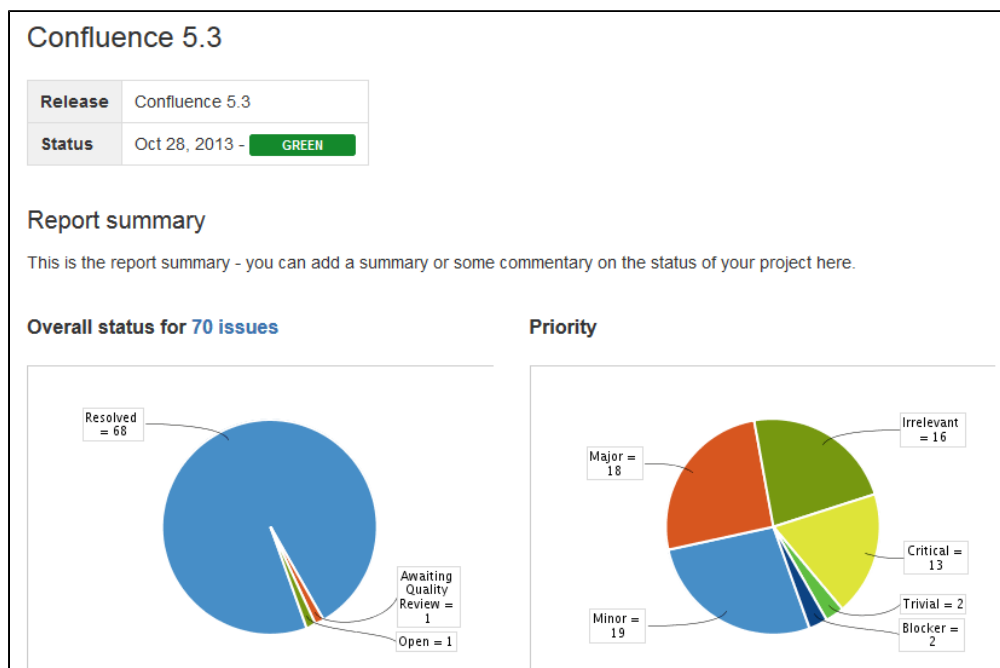 Confluence 5.3
Release Confluence 5.3
Status Oct 28, 2013 - GREEN
Report summary
This is the report summary - you can add a summary or some commentary on the status of your project here.
Overall status for 70 issues
Resolved
= 68
Awaiting
Quality
Review =
1
Open = 1
Priority
Irrelevant
= 16
Major =
18
Critical =
13
Trivial = 2
Minor =
19
Blocker =
2